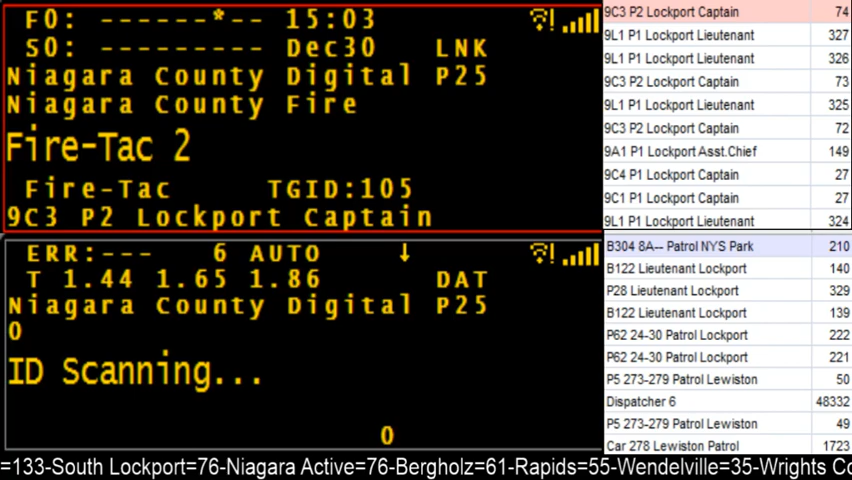 F0: ------*-- 15:03
S0: --------- Dec30 LNK
Niagara County Digital P25
Niagara County Fire
Fire-Tac 2
Fire-Tac TGID:105
9C3 P2 Lockport Captain
9C3 P2 Lockport Captain 74
9L1 P1 Lockport Lieutenant 327
9L1 P1 Lockport Lieutenant 326
9C3 P2 Lockport Captain 73
9L1 P1 Lockport Lieutenant 325
9C3 P2 Lockport Captain 72
9A1 P1 Lockport Asst.Chief 149
9C4 P1 Lockport Captain 27
9C1 P1 Lockport Captain 27
9L1 P1 Lockport Lieutenant 324
ERR:--- 6 AUTO ↓
T 1.44 1.65 1.86 DAT
Niagara County Digital P25
0
ID Scanning...
0
B304 8A-- Patrol NYS Park 210
B122 Lieutenant Lockport 140
P28 Lieutenant Lockport 329
B122 Lieutenant Lockport 139
P62 24-30 Patrol Lockport 222
P62 24-30 Patrol Lockport 221
P5 273-279 Patrol Lewiston 50
Dispatcher 6 48332
P5 273-279 Patrol Lewiston 49
Car 278 Lewiston Patrol 1723
=133-South Lockport=76-Niagara Active=76-Bergholz=61-Rapids=55-Wendelville=35-Wrights Co